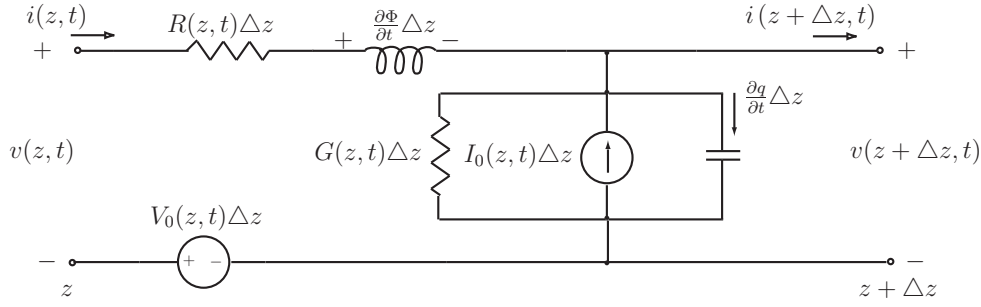 i(z, t)
R(z, t)△z
∂Φ/∂t △z
i (z + △z, t)
+
+
−
+
∂q/∂t △z
v(z, t)
G(z, t)△z
I₀(z, t)△z
v(z + △z, t)
V₀(z, t)△z
−
+
−
−
z
z + △z